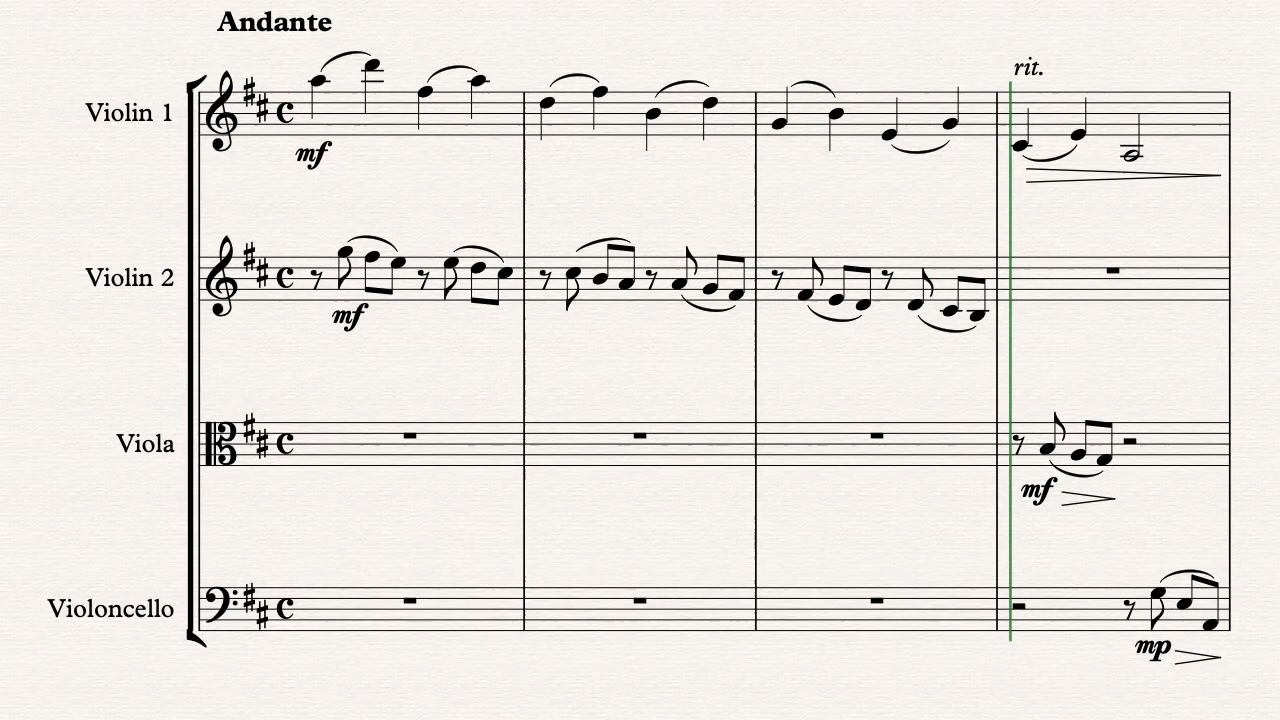 Andante
rit.
Violin 1
mf
Violin 2
mf
Viola
mf
Violoncello
mp